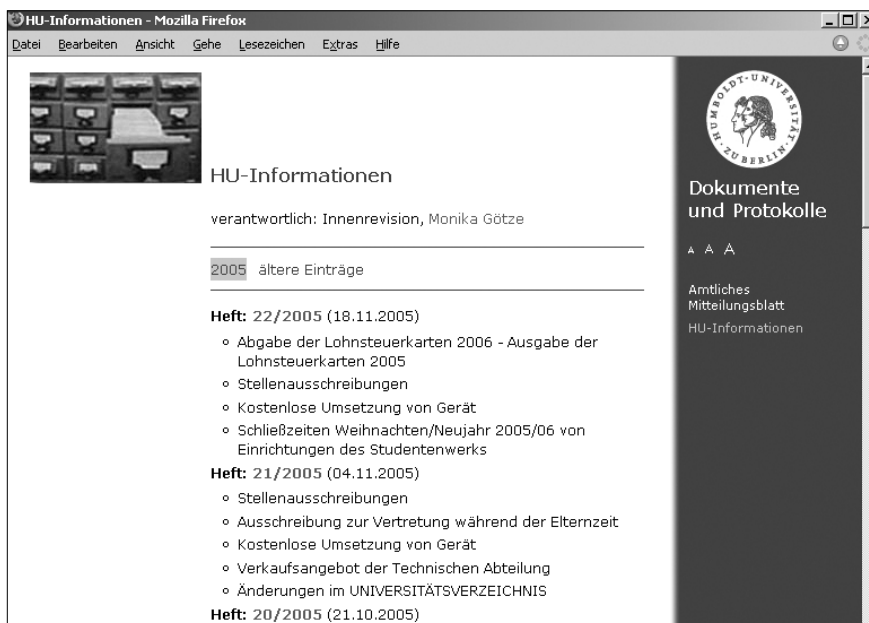 HU-Informationen - Mozilla Firefox
Datei Bearbeiten Ansicht Gehe Lesezeichen Extras Hilfe
HU-Informationen
verantwortlich: Innenrevision, Monika Götze
2005 ältere Einträge
Heft: 22/2005 (18.11.2005)
Abgabe der Lohnsteuerkarten 2006 - Ausgabe der
Lohnsteuerkarten 2005
Stellenausschreibungen
Kostenlose Umsetzung von Gerät
Schließzeiten Weihnachten/Neujahr 2005/06 von
Einrichtungen des Studentenwerks
Heft: 21/2005 (04.11.2005)
Stellenausschreibungen
Ausschreibung zur Vertretung während der Elternzeit
Kostenlose Umsetzung von Gerät
Verkaufsangebot der Technischen Abteilung
Änderungen im UNIVERSITÄTSVERZEICHNIS
Heft: 20/2005 (21.10.2005)
HUMBOLDT-UNIVERSITÄT
ZU BERLIN
Dokumente
und Protokolle
A A A
Amtliches
Mitteilungsblatt
HU-Informationen